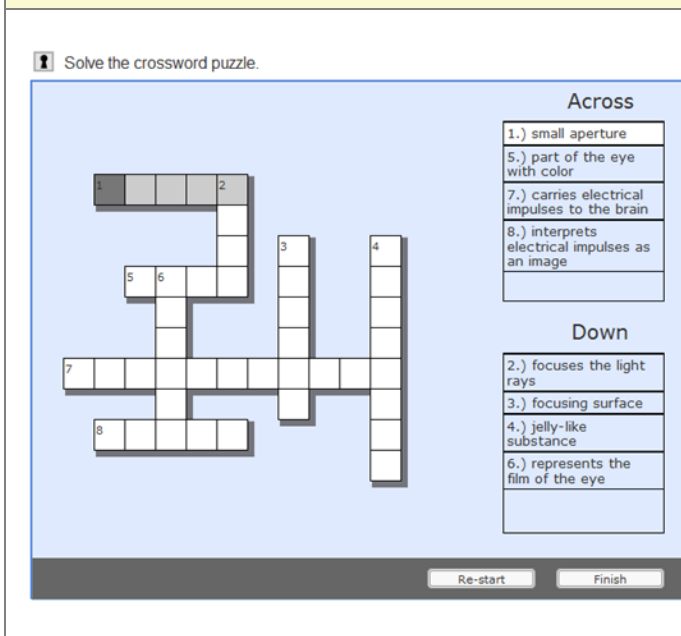 Solve the crossword puzzle.
Across
1.) small aperture
5.) part of the eye
with color
7.) carries electrical
impulses to the brain
8.) interprets
electrical impulses as
an image
1
2
3
4
5
6
7
8
Down
2.) focuses the light
rays
3.) focusing surface
4.) jelly-like
substance
6.) represents the
film of the eye
Re-start
Finish